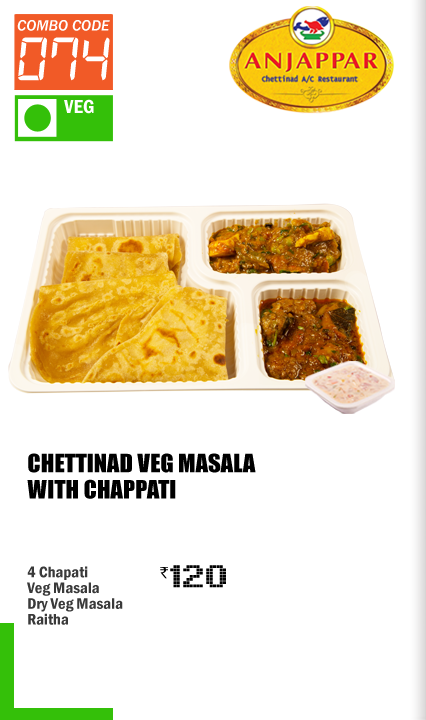 COMBO CODE
074
VEG
ANJAPPAR
Chettinad A/C Restaurant
CHETTINAD VEG MASALA
WITH CHAPPATI
4 Chapati
Veg Masala
Dry Veg Masala
Raitha
₹120